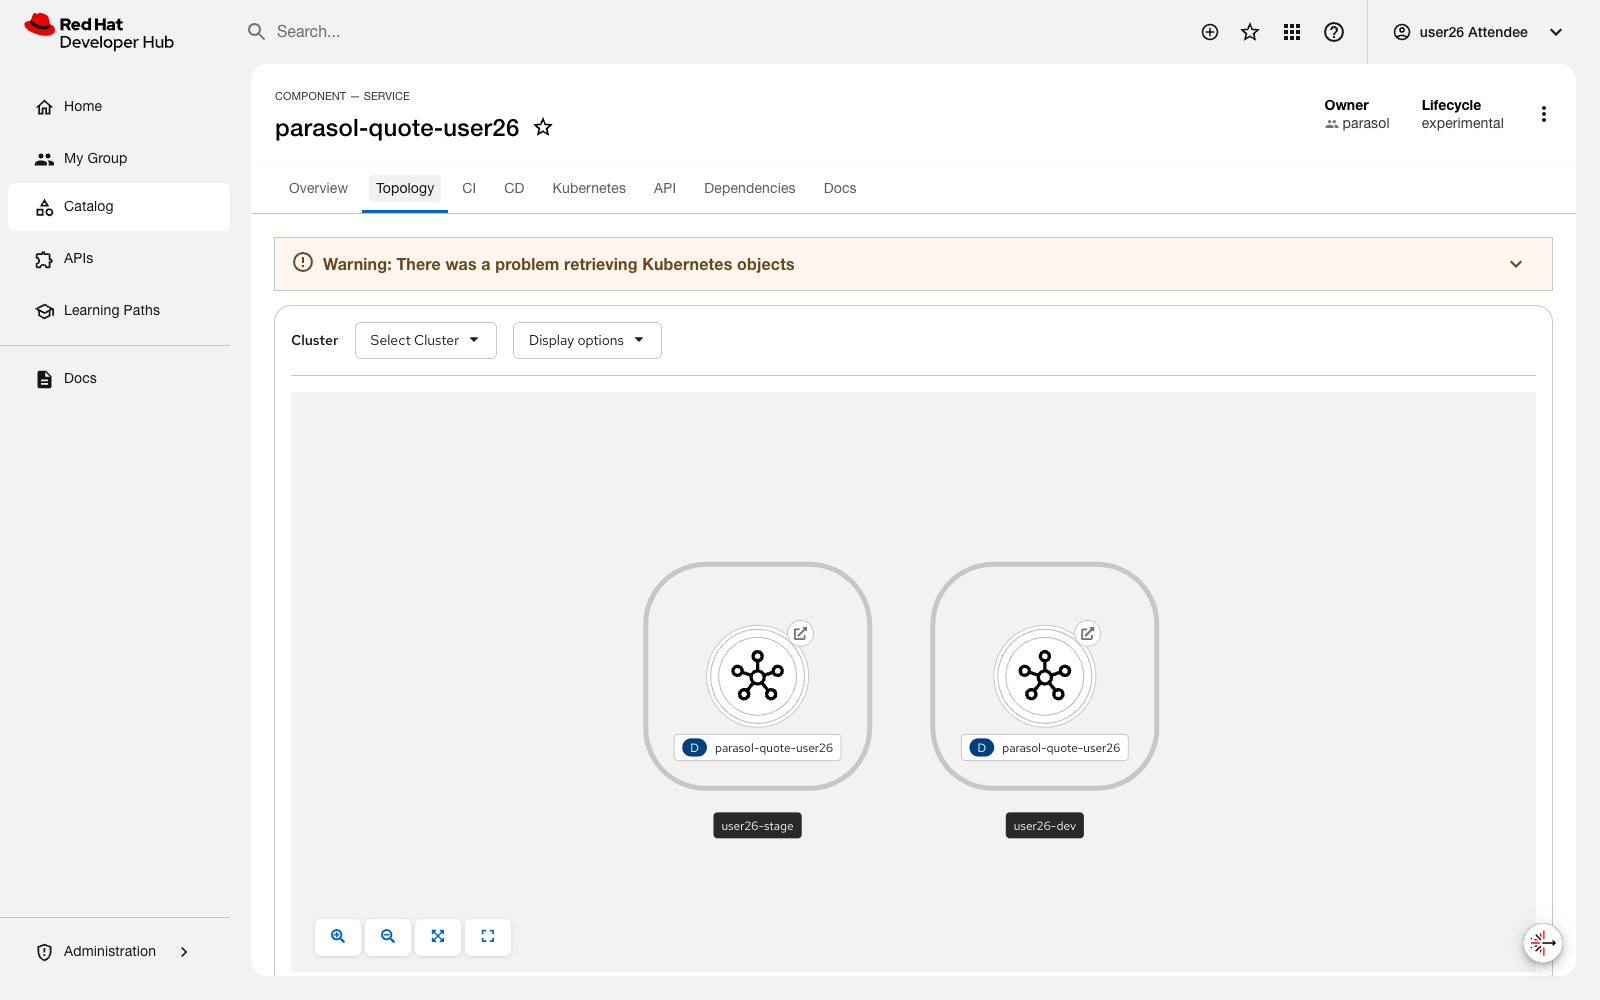 Red Hat
Developer Hub
Search...
user26 Attendee
Home
My Group
Catalog
APIs
Learning Paths
Docs
Administration
COMPONENT — SERVICE
parasol-quote-user26
Owner
parasol
Lifecycle
experimental
Overview
Topology
CI
CD
Kubernetes
API
Dependencies
Docs
Warning: There was a problem retrieving Kubernetes objects
Cluster
Select Cluster
Display options
D parasol-quote-user26
D parasol-quote-user26
user26-stage
user26-dev